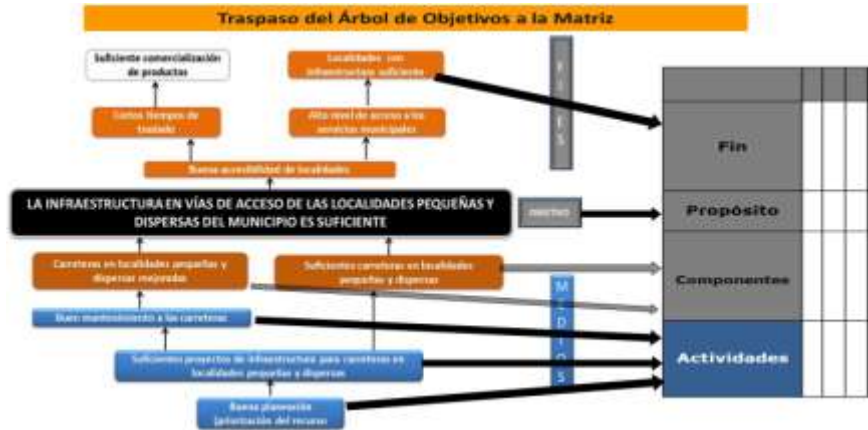 Traspaso del Árbol de Objetivos a la Matriz
Suficiente comercialización
de productos
Localidades con
infraestructura suficiente
Cortos tiempos de
traslado
Alto nivel de acceso a los
servicios municipales
Buena accesibilidad de localidades
LA INFRAESTRUCTURA EN VÍAS DE ACCESO DE LAS LOCALIDADES PEQUEÑAS Y
DISPERSAS DEL MUNICIPIO ES SUFICIENTE
Carreteras en localidades pequeñas y
dispersas mejoradas
Suficientes carreteras en localidades
pequeñas y dispersas
Buen mantenimiento a las carreteras
Suficientes proyectos de infraestructura para carreteras en
localidades pequeñas y dispersas
Buena planeación
(priorización del recurso
F
I
N
E
S
OBJETIVO
M
E
D
I
O
S
Fin
Propósito
Componentes
Actividades